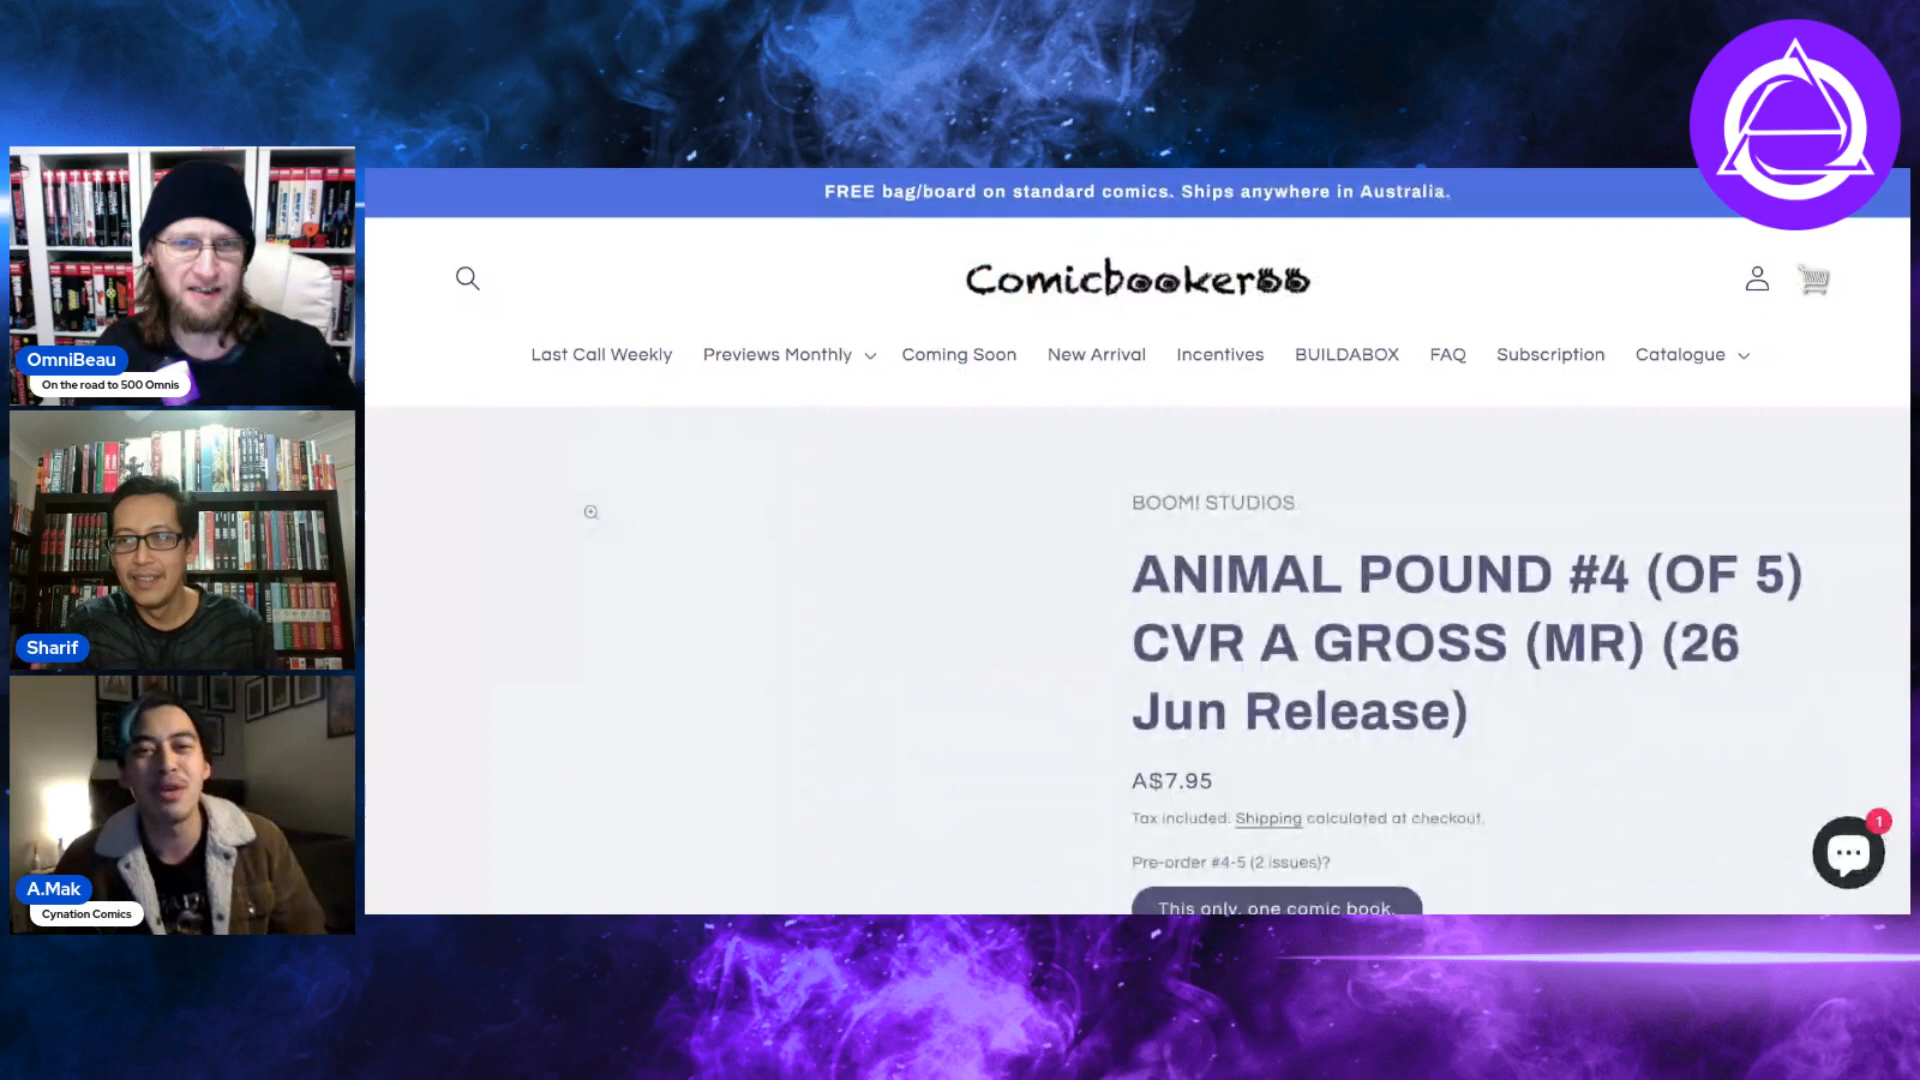 FREE bag/board on standard comics. Ships anywhere in Australia.
Comicbookeroo
Last Call Weekly Previews Monthly Coming Soon New Arrival Incentives BUILDABOX FAQ Subscription Catalogue
OmniBeau
On the road to 500 Omnis
Sharif
A.Mak
Cynation Comics
BOOM! STUDIOS
ANIMAL POUND #4 (OF 5)
CVR A GROSS (MR) (26
Jun Release)
A$7.95
Tax included. Shipping calculated at checkout.
Pre-order #4-5 (2 issues)?
This only, one comic book.
1